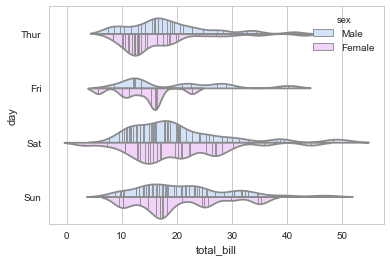 sex
Male
Female
Thur
Fri
Sat
Sun
day
0 10 20 30 40 50
total_bill